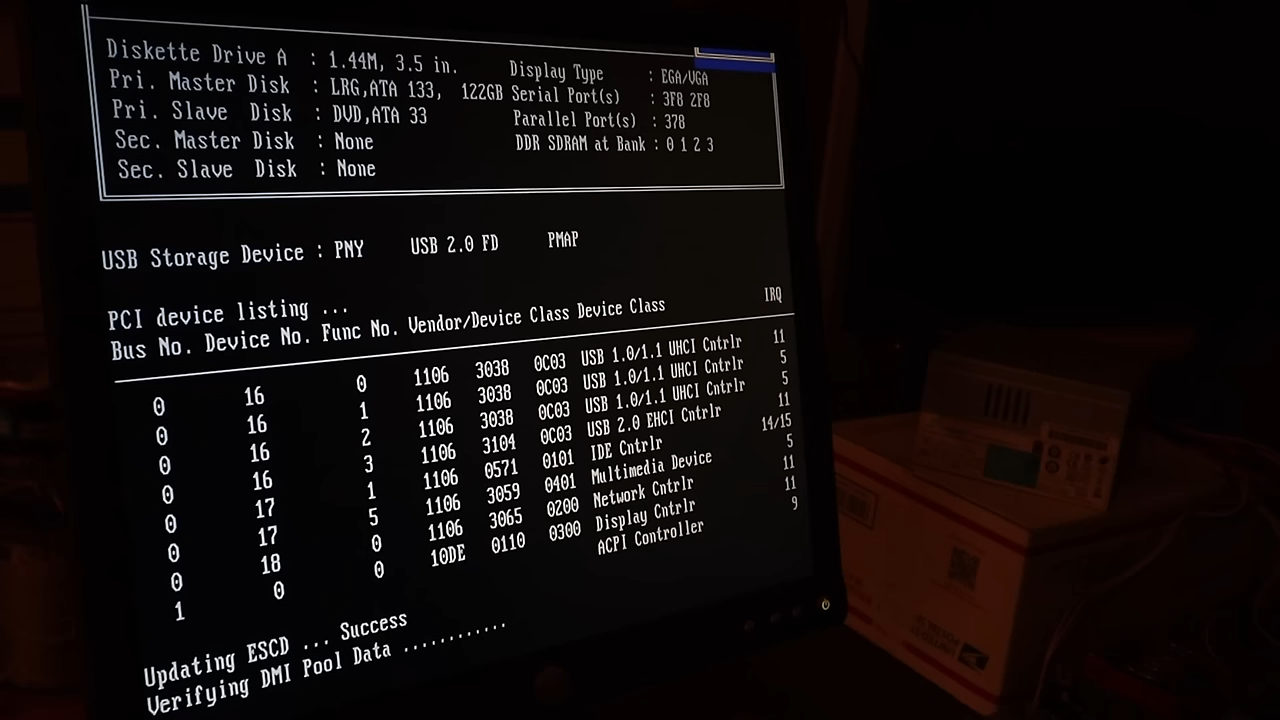 Diskette Drive A : 1.44M, 3.5 in. Display Type : EGA/VGA
Pri. Master Disk : LRG,ATA 133, 122GB Serial Port(s) : 3F8 2F8
Pri. Slave Disk : DVD,ATA 33 Parallel Port(s) : 378
Sec. Master Disk : None DDR SDRAM at Bank : 0 1 2 3
Sec. Slave Disk : None
USB Storage Device : PNY USB 2.0 FD PMAP
PCI device listing ...
Bus No. Device No. Func No. Vendor/Device Class Device Class IRQ
0 16 0 1106 3038 0C03 USB 1.0/1.1 UHCI Cntrlr 11
0 16 1 1106 3038 0C03 USB 1.0/1.1 UHCI Cntrlr 5
0 16 2 1106 3038 0C03 USB 1.0/1.1 UHCI Cntrlr 5
0 16 3 1106 3104 0C03 USB 2.0 EHCI Cntrlr 11
0 17 1 1106 0571 0101 IDE Cntrlr 14/15
0 17 5 1106 3059 0401 Multimedia Device 5
0 18 0 1106 3065 0200 Network Cntrlr 11
1 0 0 10DE 0110 0300 Display Cntrlr 11
ACPI Controller 9
Updating ESCD ... Success
Verifying DMI Pool Data ............